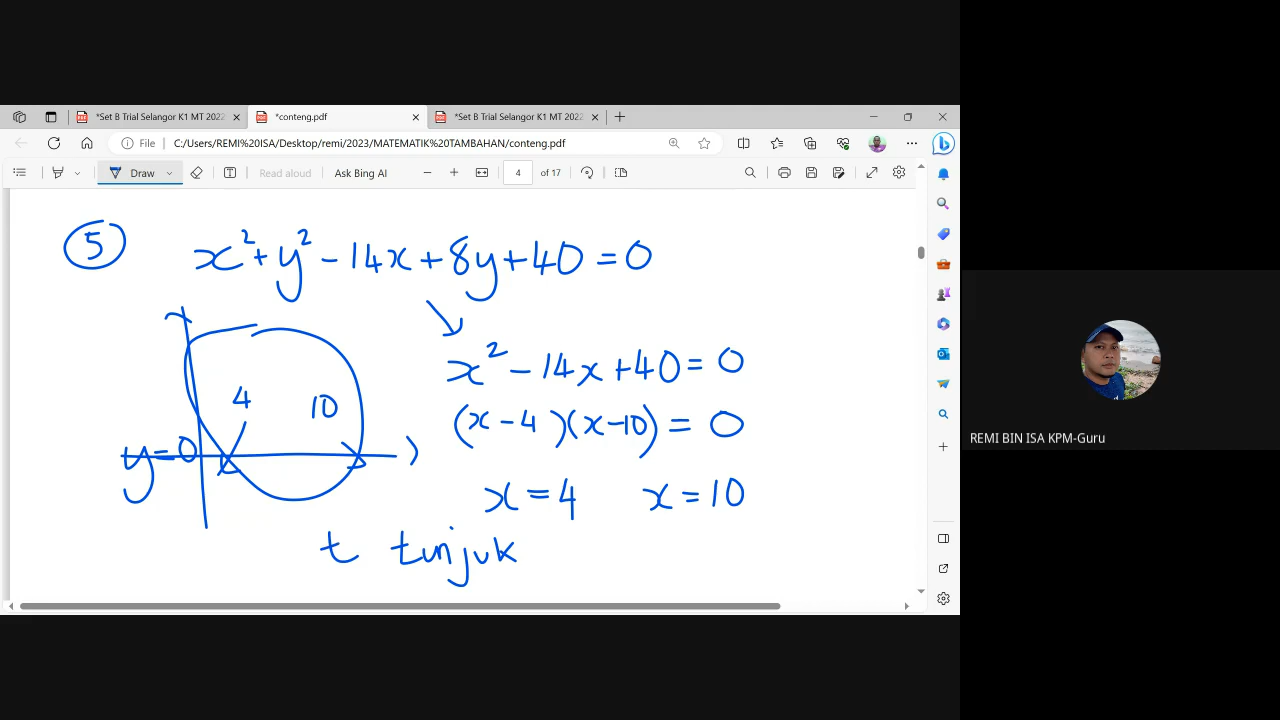 *Set B Trial Selangor K1 MT 2022
*conteng.pdf
*Set B Trial Selangor K1 MT 2022
File
C:/Users/REMI%20ISA/Desktop/remi/2023/MATEMATIK%20TAMBAHAN/conteng.pdf
Draw
Read aloud
Ask Bing AI
4 of 17
5
x² + y² - 14x + 8y + 40 = 0
x² - 14x + 40 = 0
4 10
(x - 4)(x - 10) = 0
y = 0
x = 4 x = 10
t tunjuk
REMI BIN ISA KPM-Guru